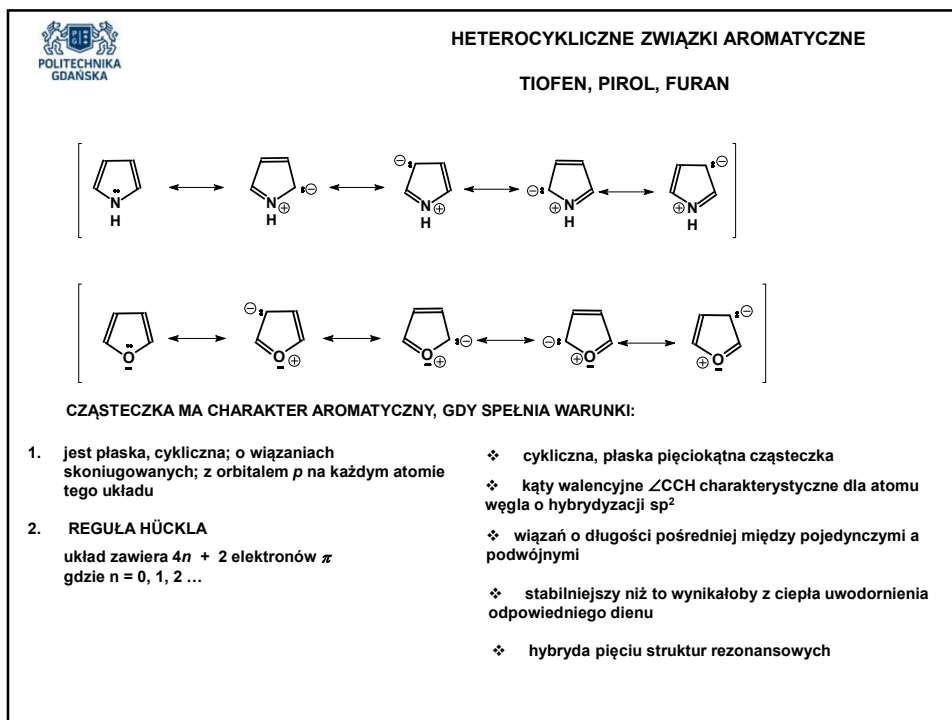 POLITECHNIKA
GDAŃSKA
HETEROCYKLICZNE ZWIĄZKI AROMATYCZNE
TIOFEN, PIROL, FURAN
N H N ⊕ H ⊖ ⊖ N ⊕ H ⊖ ⊕ N H ⊕ N H ⊖
O ⊖ O ⊕ O ⊕ ⊖ ⊖ ⊕ O ⊕ O ⊖
CZĄSTECZKA MA CHARAKTER AROMATYCZNY, GDY SPEŁNIA WARUNKI:
1. jest płaska, cykliczna; o wiązaniach
skoniugowanych; z orbitalem p na każdym atomie
tego układu
2. REGUŁA HÜCKLA
układ zawiera 4n + 2 elektronów π
gdzie n = 0, 1, 2 …
❖ cykliczna, płaska pięciokątna cząsteczka
❖ kąty walencyjne ∠CCH charakterystyczne dla atomu
węgla o hybrydyzacji sp²
❖ wiązań o długości pośredniej między pojedynczymi a
podwójnymi
❖ stabilniejszy niż to wynikałoby z ciepła uwodornienia
odpowiedniego dienu
❖ hybryda pięciu struktur rezonansowych